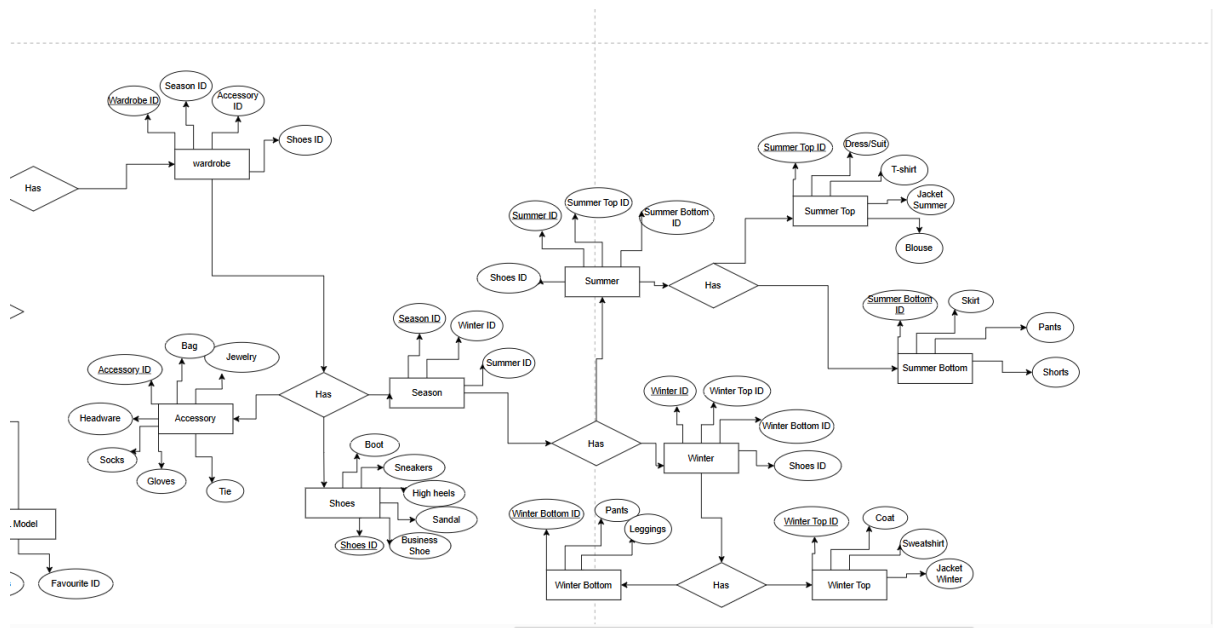 Season ID
Wardrobe ID
Accessory
ID
Shoes ID
wardrobe
Has
Summer Top ID
Dress/Suit
T-shirt
Jacket
Summer
Summer Top
Blouse
Summer ID
Summer Top ID
Summer Bottom
ID
Shoes ID
Summer
Has
Summer Bottom
ID
Skirt
Pants
Summer Bottom
Shorts
Season ID
Winter ID
Summer ID
Season
Bag
Jewelry
Accessory ID
Headware
Accessory
Socks
Gloves
Tie
Has
Winter ID
Winter Top ID
Winter Bottom ID
Has
Winter
Shoes ID
Boot
Sneakers
High heels
Shoes
Sandal
Shoes ID
Business
Shoe
Model
Favourite ID
Winter Bottom ID
Pants
Leggings
Winter Bottom
Has
Winter Top ID
Coat
Sweatshirt
Jacket
Winter
Winter Top